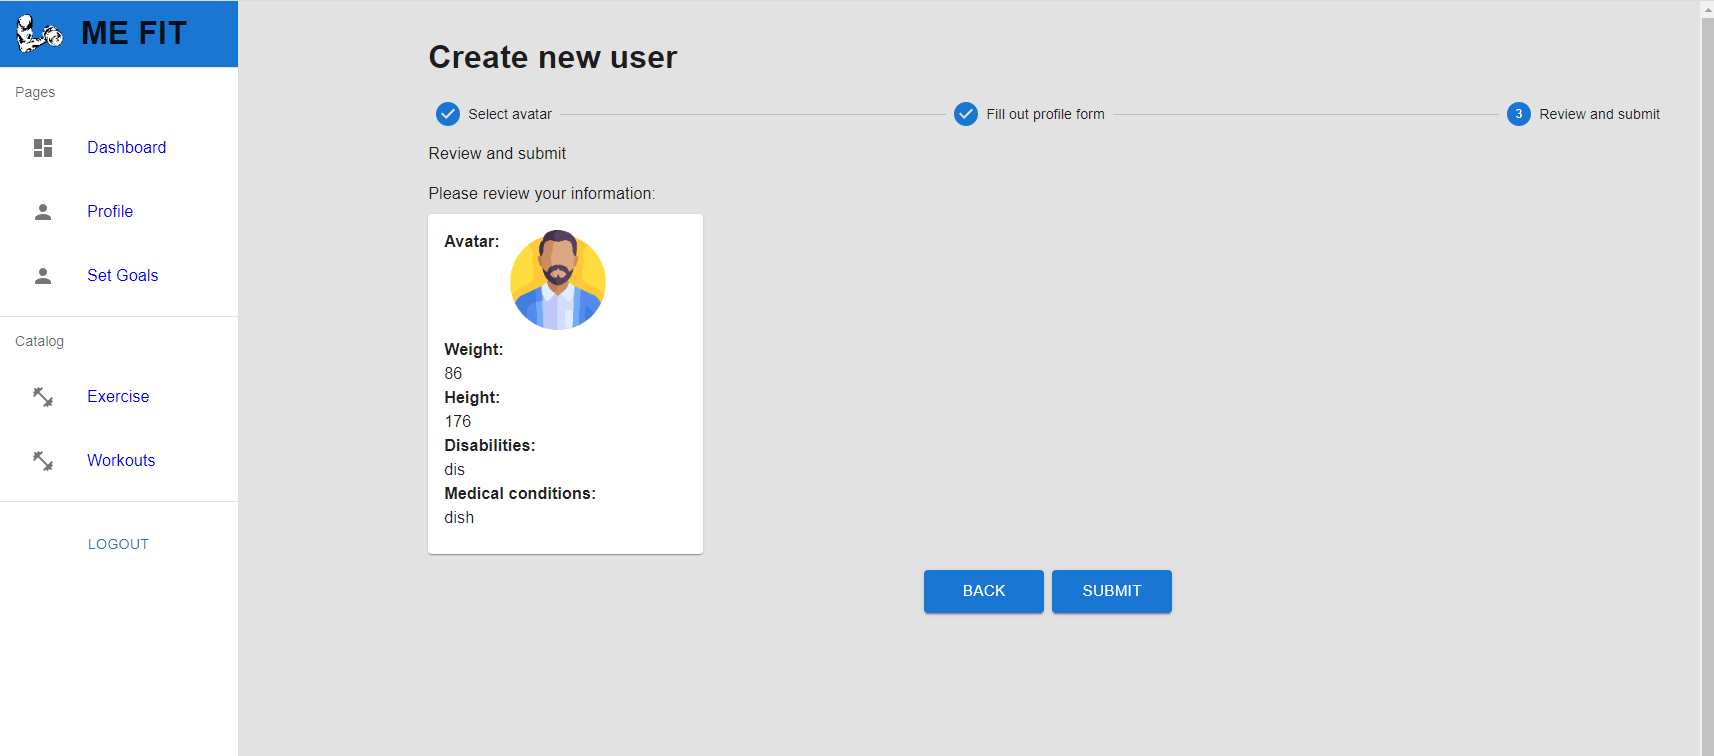 ME FIT
Pages
Dashboard
Profile
Set Goals
Catalog
Exercise
Workouts
LOGOUT
Create new user
Select avatar
Fill out profile form
3 Review and submit
Review and submit
Please review your information:
Avatar:
Weight:
86
Height:
176
Disabilities:
dis
Medical conditions:
dish
BACK SUBMIT